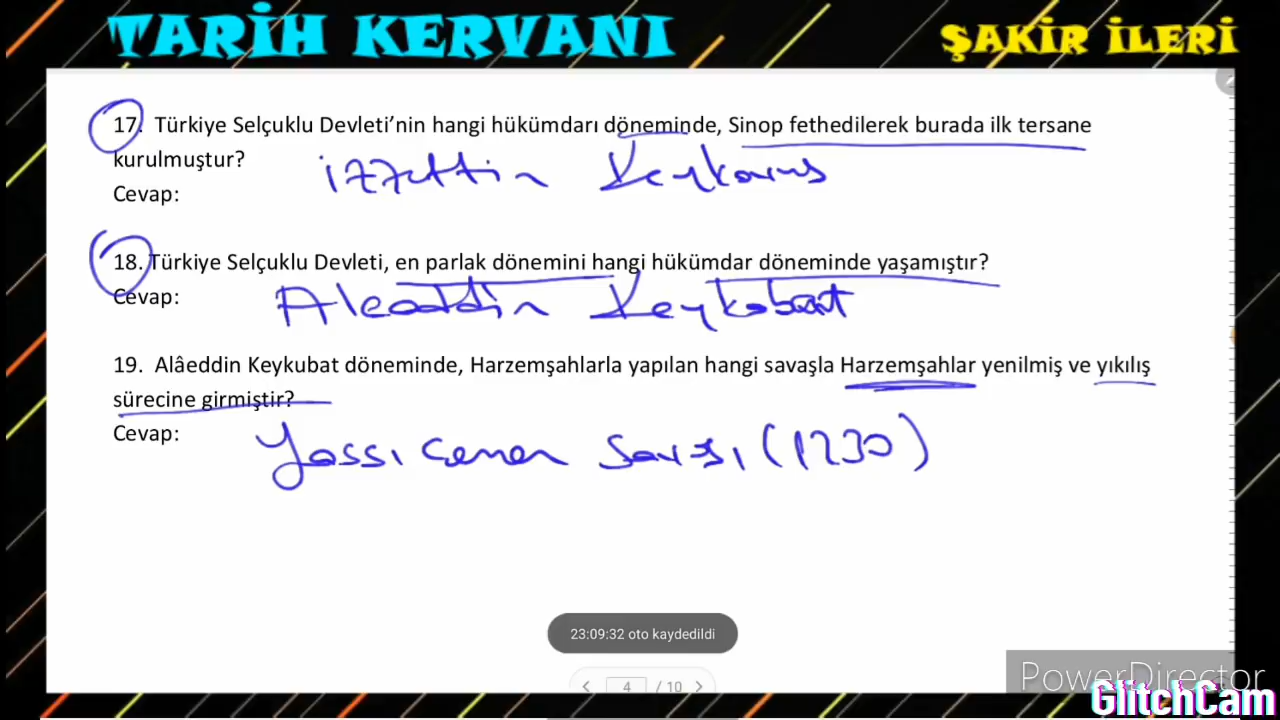 TARİH KERVANI
ŞAKİR İLERİ
17. Türkiye Selçuklu Devleti’nin hangi hükümdarı döneminde, Sinop fethedilerek burada ilk tersane
kurulmuştur?
izzettin Keykavus
Cevap:
18. Türkiye Selçuklu Devleti, en parlak dönemini hangi hükümdar döneminde yaşamıştır?
Cevap: Aleaddin Keykobat
19. Alâeddin Keykubat döneminde, Harzemşahlarla yapılan hangi savaşla Harzemşahlar yenilmiş ve yıkılış
sürecine girmiştir?
Cevap: Yassı Cemen Savaşı (1230)
23:09:32 oto kaydedildi
4 / 10
PowerDirector
GlitchCam